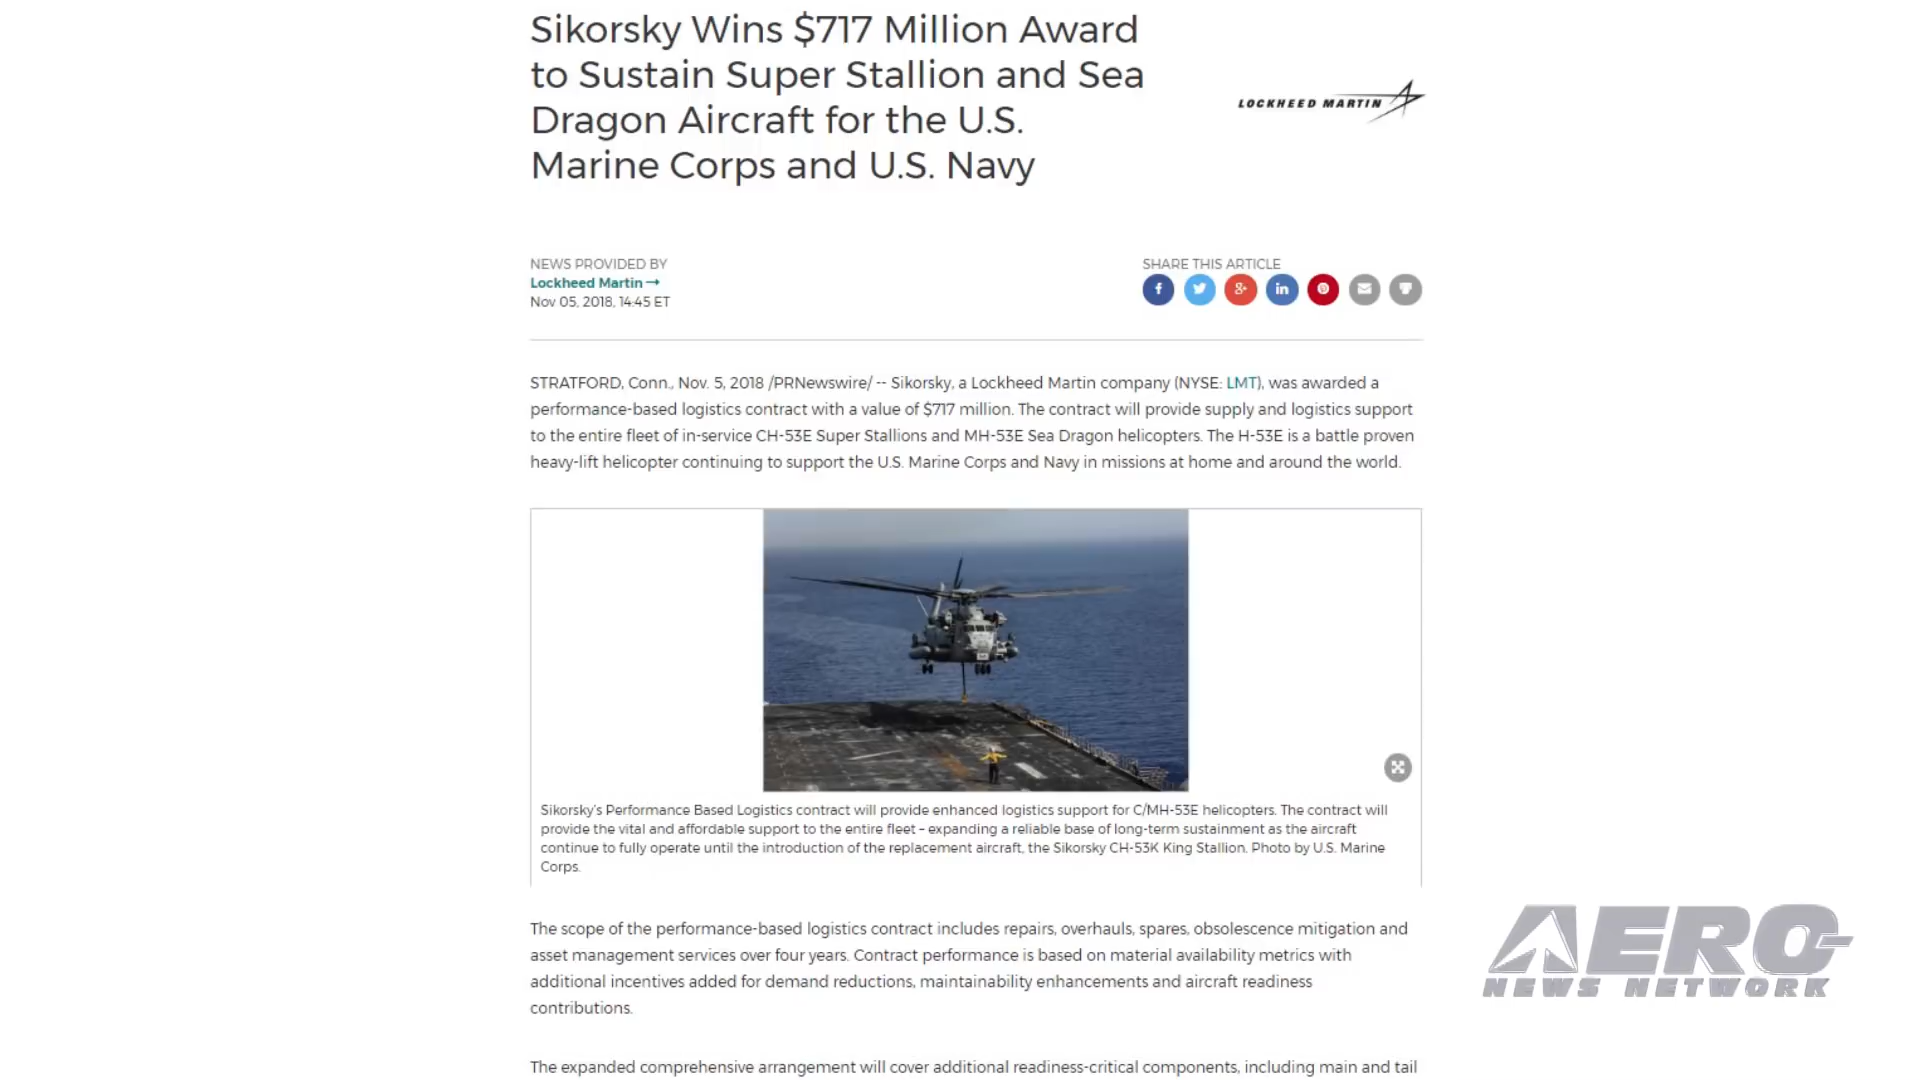 Sikorsky Wins $717 Million Award
to Sustain Super Stallion and Sea
Dragon Aircraft for the U.S.
Marine Corps and U.S. Navy
LOCKHEED MARTIN
NEWS PROVIDED BY
Lockheed Martin→
Nov 05, 2018, 14:45 ET
SHARE THIS ARTICLE
STRATFORD, Conn., Nov. 5, 2018 /PRNewswire/ -- Sikorsky, a Lockheed Martin company (NYSE: LMT), was awarded a
performance-based logistics contract with a value of $717 million. The contract will provide supply and logistics support
to the entire fleet of in-service CH-53E Super Stallions and MH-53E Sea Dragon helicopters. The H-53E is a battle proven
heavy-lift helicopter continuing to support the U.S. Marine Corps and Navy in missions at home and around the world.
Sikorsky's Performance Based Logistics contract will provide enhanced logistics support for C/MH-53E helicopters. The contract will
provide the vital and affordable support to the entire fleet – expanding a reliable base of long-term sustainment as the aircraft
continue to fully operate until the introduction of the replacement aircraft, the Sikorsky CH-53K King Stallion. Photo by U.S. Marine
Corps.
The scope of the performance-based logistics contract includes repairs, overhauls, spares, obsolescence mitigation and
asset management services over four years. Contract performance is based on material availability metrics with
additional incentives added for demand reductions, maintainability enhancements and aircraft readiness
contributions.
AERO-
NEWS NETWORK
The expanded comprehensive arrangement will cover additional readiness-critical components, including main and tail